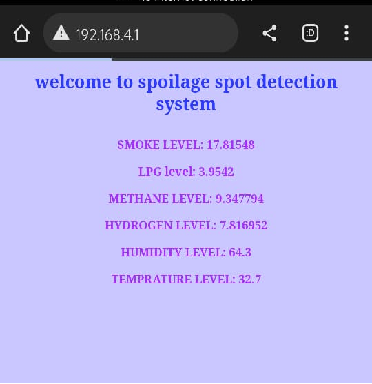 192.168.4.1
:D
welcome to spoilage spot detection
system
SMOKE LEVEL: 17.81548
LPG level: 3.9542
METHANE LEVEL: 9.347794
HYDROGEN LEVEL: 7.816952
HUMIDITY LEVEL: 64.3
TEMPRATURE LEVEL: 32.7